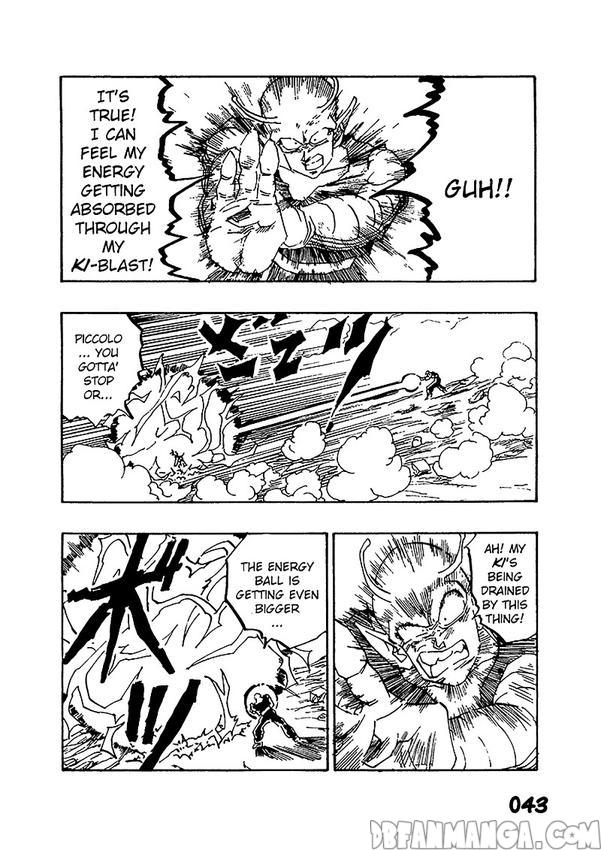 IT'S
TRUE!
I CAN
FEEL MY
ENERGY
GETTING
ABSORBED
THROUGH
MY
KI-BLAST!
GUH!!
PICCOLO
... YOU
GOTTA'
STOP
OR...
THE ENERGY
BALL IS
GETTING EVEN
BIGGER
...
AH! MY
KI'S
BEING
DRAINED
BY THIS
THING!
043
DBFANMANGA.COM